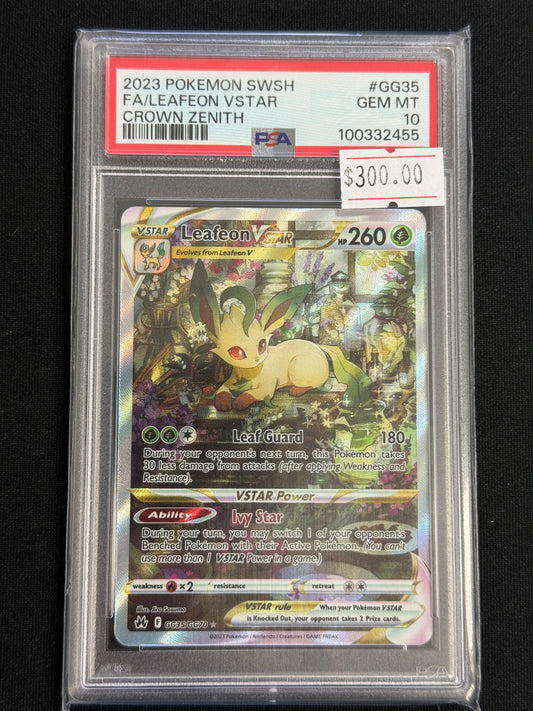 2023 POKEMON SWSH #GG35
FA/LEAFEON VSTAR GEM MT
CROWN ZENITH 10
PSA 100332455
$300.00
VSTAR Leafeon VSTAR HP 260
Evolves from Leafeon V
Leaf Guard 180
During your opponent's next turn, this Pokémon takes
30 less damage from attacks (after applying Weakness and
Resistance).
VSTAR Power
Ability Ivy Star
During your turn, you may switch 1 of your opponent's
Benched Pokémon with their Active Pokémon. (You can't
use more than 1 VSTAR Power in a game.)
weakness ×2 resistance retreat
Illus. Jiro Sasumo
VSTAR rule When your Pokémon VSTAR
is Knocked Out, your opponent takes 2 Prize cards.
F GG35/GG70
©2023 Pokémon / Nintendo / Creatures / GAME FREAK
PSA